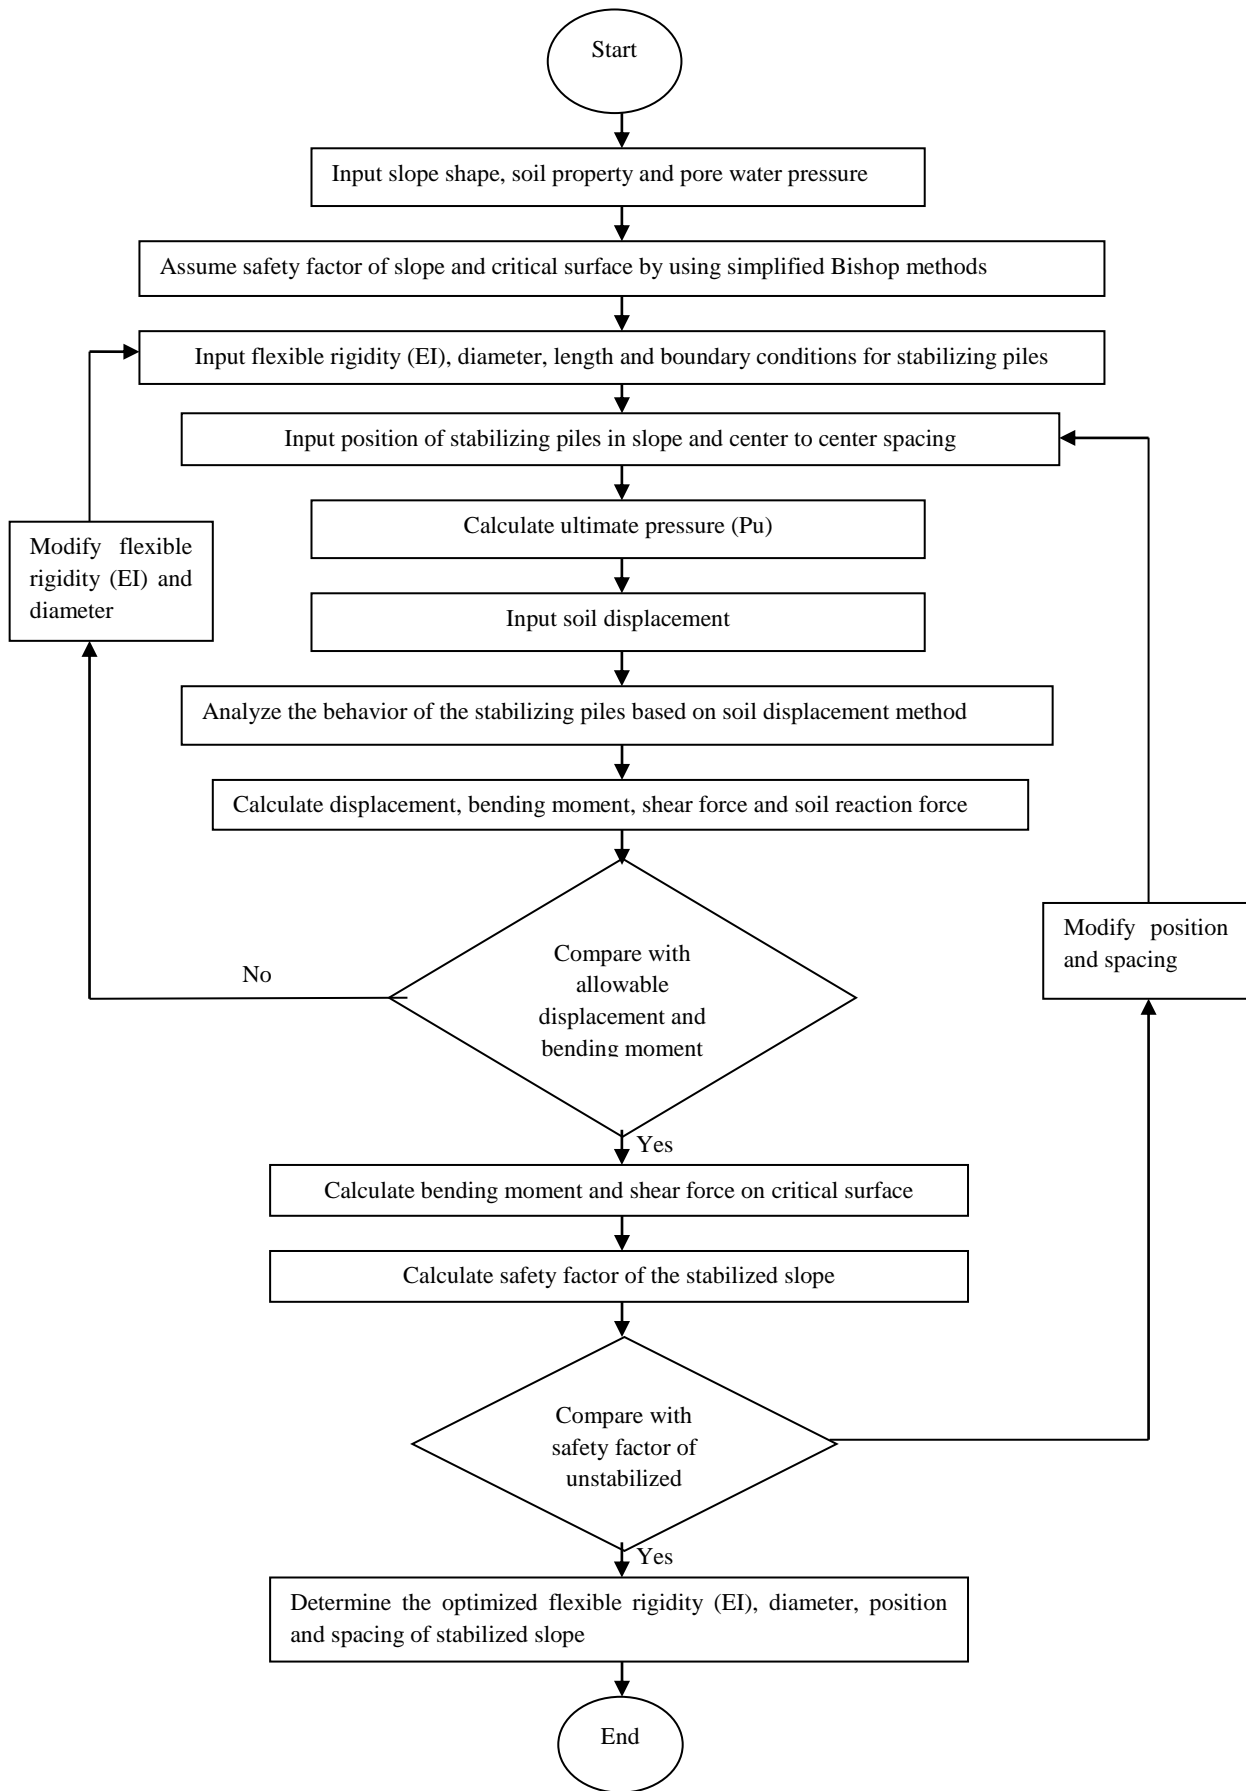 Start
Input slope shape, soil property and pore water pressure
Assume safety factor of slope and critical surface by using simplified Bishop methods
Input flexible rigidity (EI), diameter, length and boundary conditions for stabilizing piles
Input position of stabilizing piles in slope and center to center spacing
Calculate ultimate pressure (Pu)
Modify flexible
rigidity (EI) and
diameter
Input soil displacement
Analyze the behavior of the stabilizing piles based on soil displacement method
Calculate displacement, bending moment, shear force and soil reaction force
Modify position
and spacing
No
Compare with
allowable
displacement and
bending moment
Yes
Calculate bending moment and shear force on critical surface
Calculate safety factor of the stabilized slope
Compare with
safety factor of
unstabilized
Yes
Determine the optimized flexible rigidity (EI), diameter, position
and spacing of stabilized slope
End